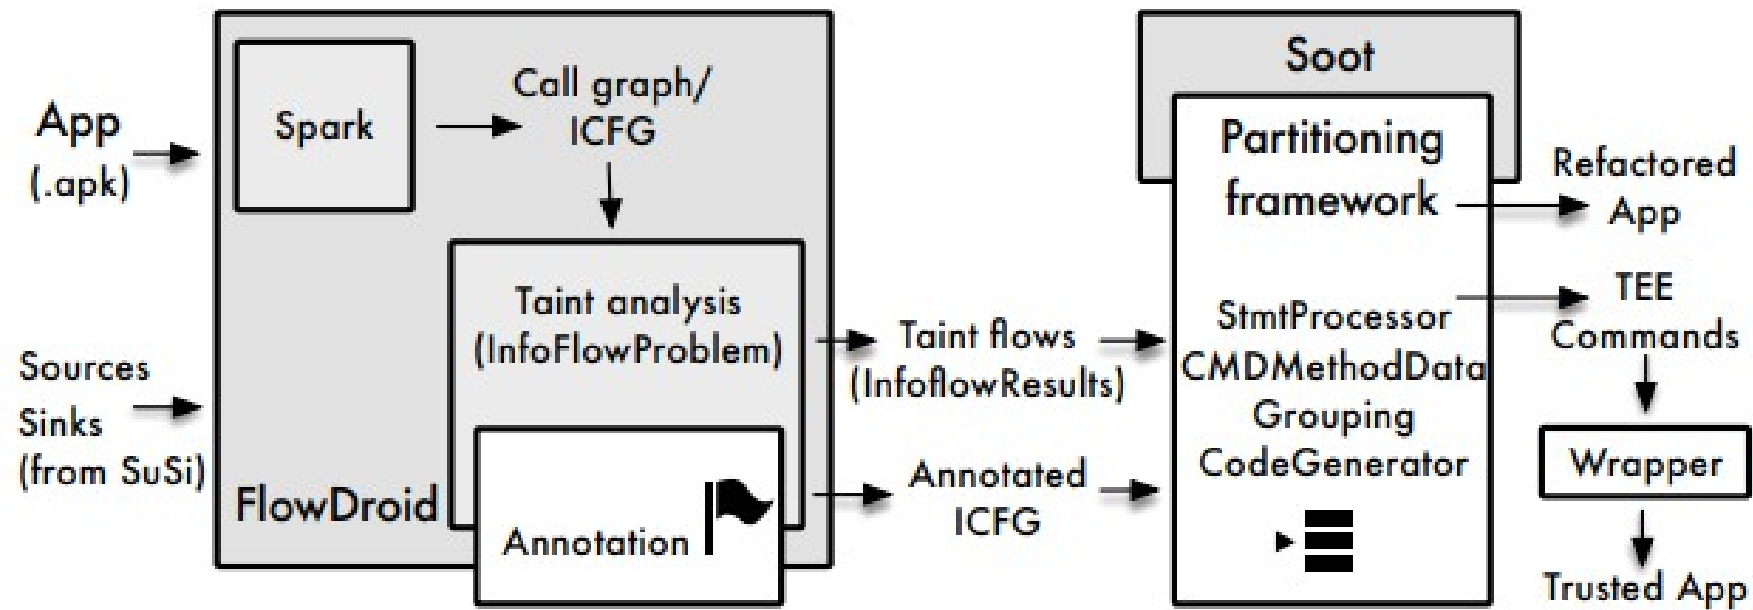 App
(.apk)
Sources
Sinks
(from SuSi)
Spark
Call graph/
ICFG
Taint analysis
(InfoFlowProblem)
FlowDroid
Annotation
Taint flows
(InfoflowResults)
Annotated
ICFG
Soot
Partitioning
framework
StmtProcessor
CMDMethodData
Grouping
CodeGenerator
Refactored
App
TEE
Commands
Wrapper
Trusted App